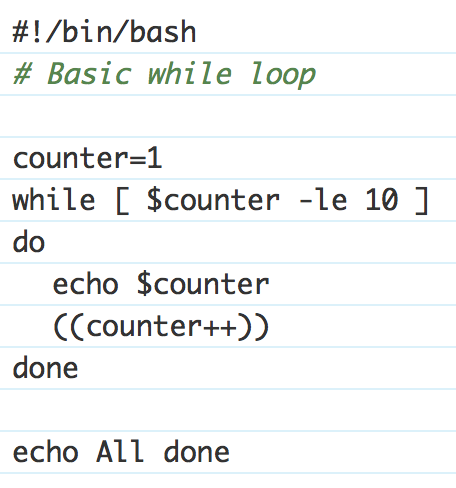 #!/bin/bash
# Basic while loop
counter=1
while [ $counter -le 10 ]
do
echo $counter
((counter++))
done
echo All done